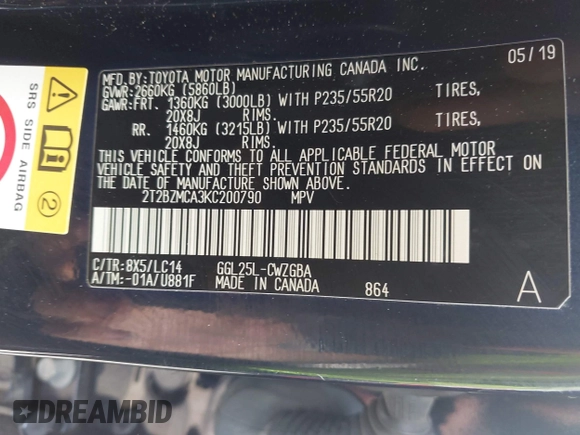 MFD.BY:TOYOTA MOTOR MANUFACTURING CANADA INC. 05/19
GVWR:2660KG (5860LB)
GAWR:FRT. 1360KG (3000LB) WITH P235/55R20 TIRES,
20X8J RIMS.
RR. 1460KG (3215LB) WITH P235/55R20 TIRES,
20X8J RIMS.
THIS VEHICLE CONFORMS TO ALL APPLICABLE FEDERAL MOTOR
VEHICLE SAFETY AND THEFT PREVENTION STANDARDS IN EFFECT ON
THE DATE OF MANUFACTURE SHOWN ABOVE.
2T2BZMCA3KC200790 MPV
C/TR:8X5/LC14 GGL25L-CWZGBA
A/TM:-01A/U881F MADE IN CANADA 864 A
SRS SIDE AIRBAG
2
DREAMBID